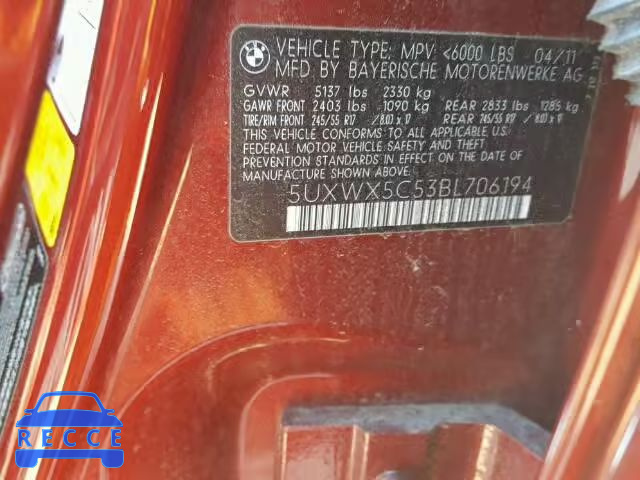 VEHICLE TYPE: MPV <6000 LBS 04/11
MFD BY BAYERISCHE MOTORENWERKE AG
GVWR 5137 lbs 2330 kg
GAWR FRONT 2403 lbs 1090 kg REAR 2833 lbs 1285 kg
TIRE/RIM FRONT 245/55 R17 / 8.0J x 17 REAR 245/55 R17 / 8.0J x 17
THIS VEHICLE CONFORMS TO ALL APPLICABLE U.S.
FEDERAL MOTOR VEHICLE SAFETY AND THEFT
PREVENTION STANDARDS IN EFFECT ON THE DATE OF
MANUFACTURE SHOWN ABOVE.
5UXWX5C53BL706194
RECCE